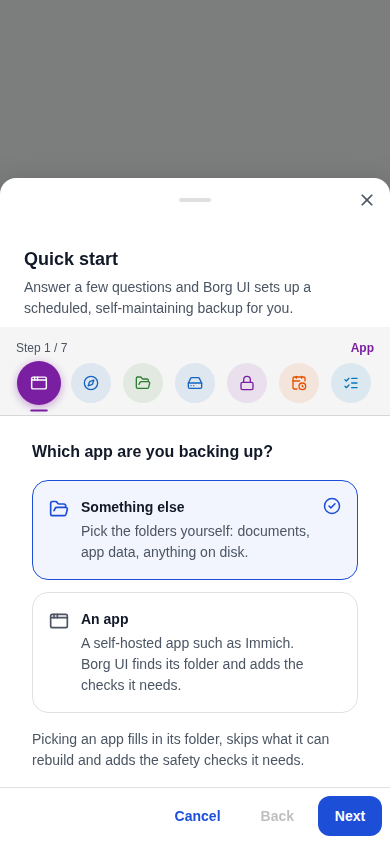 Quick start
Answer a few questions and Borg UI sets up a
scheduled, self-maintaining backup for you.
Step 1 / 7
App
Which app are you backing up?
Something else
Pick the folders yourself: documents,
app data, anything on disk.
An app
A self-hosted app such as Immich.
Borg UI finds its folder and adds the
checks it needs.
Picking an app fills in its folder, skips what it can
rebuild and adds the safety checks it needs.
Cancel
Back
Next